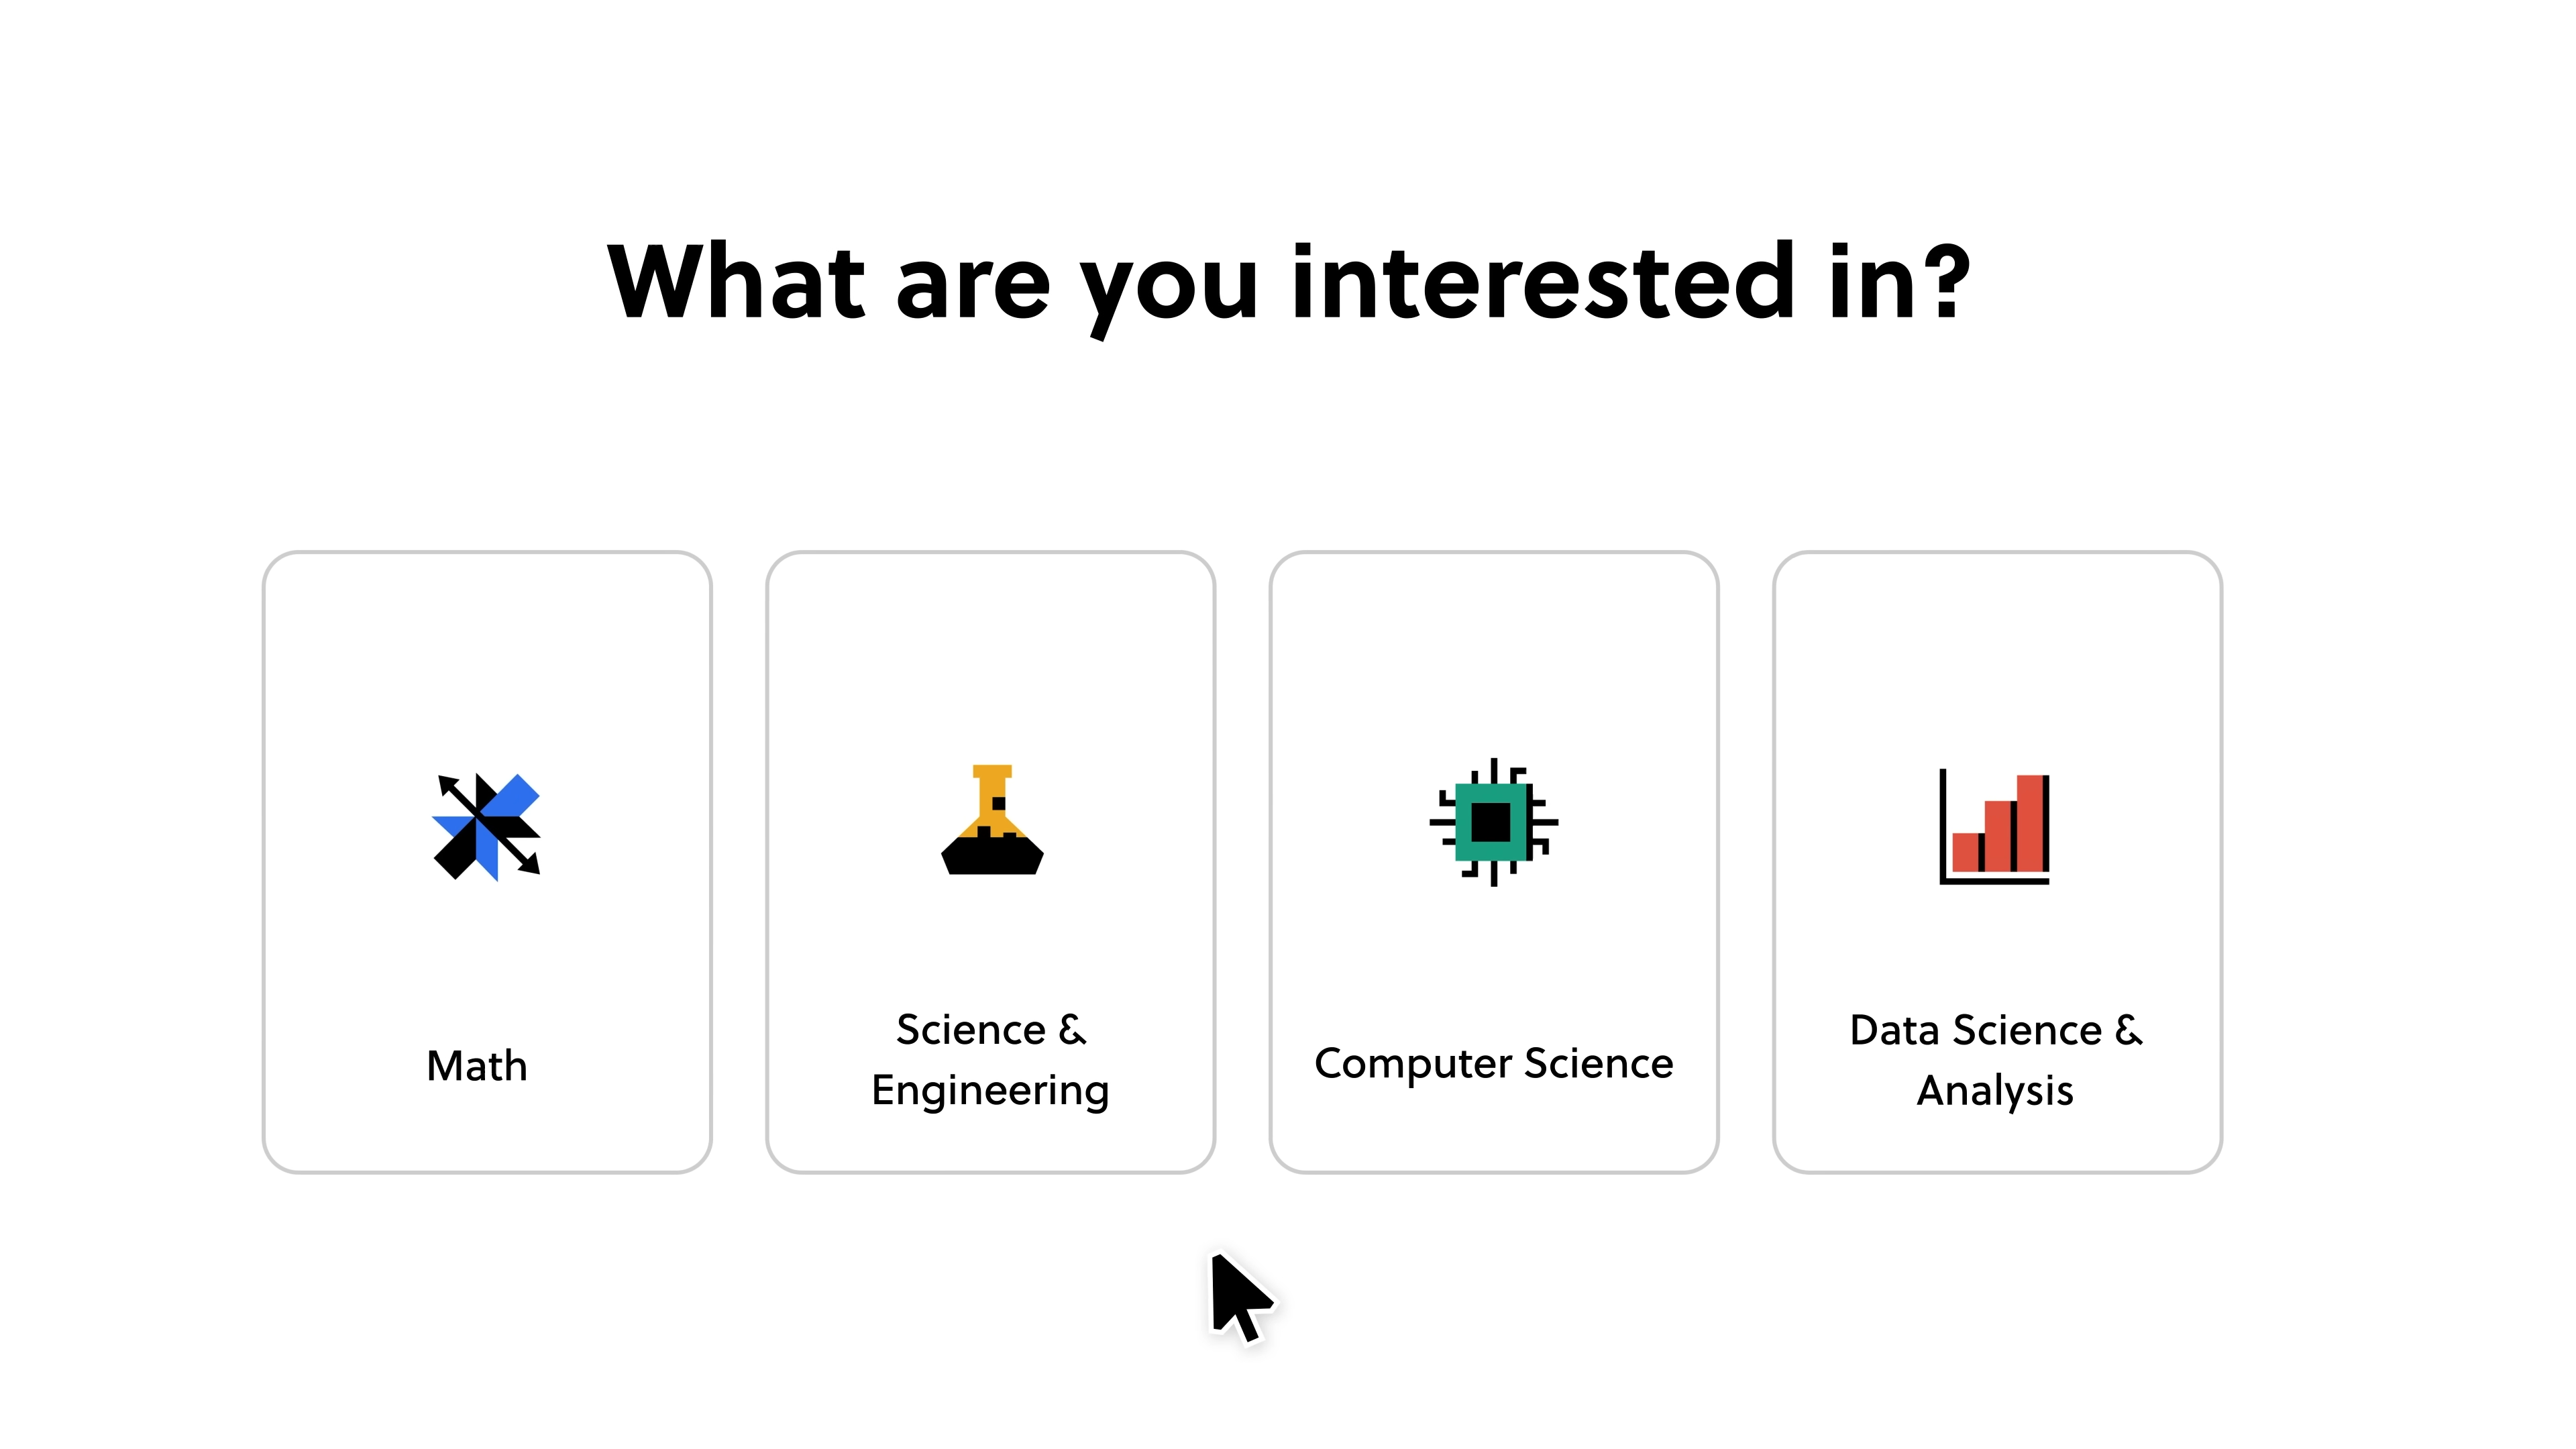 What are you interested in?
Math
Science &
Engineering
Computer Science
Data Science &
Analysis